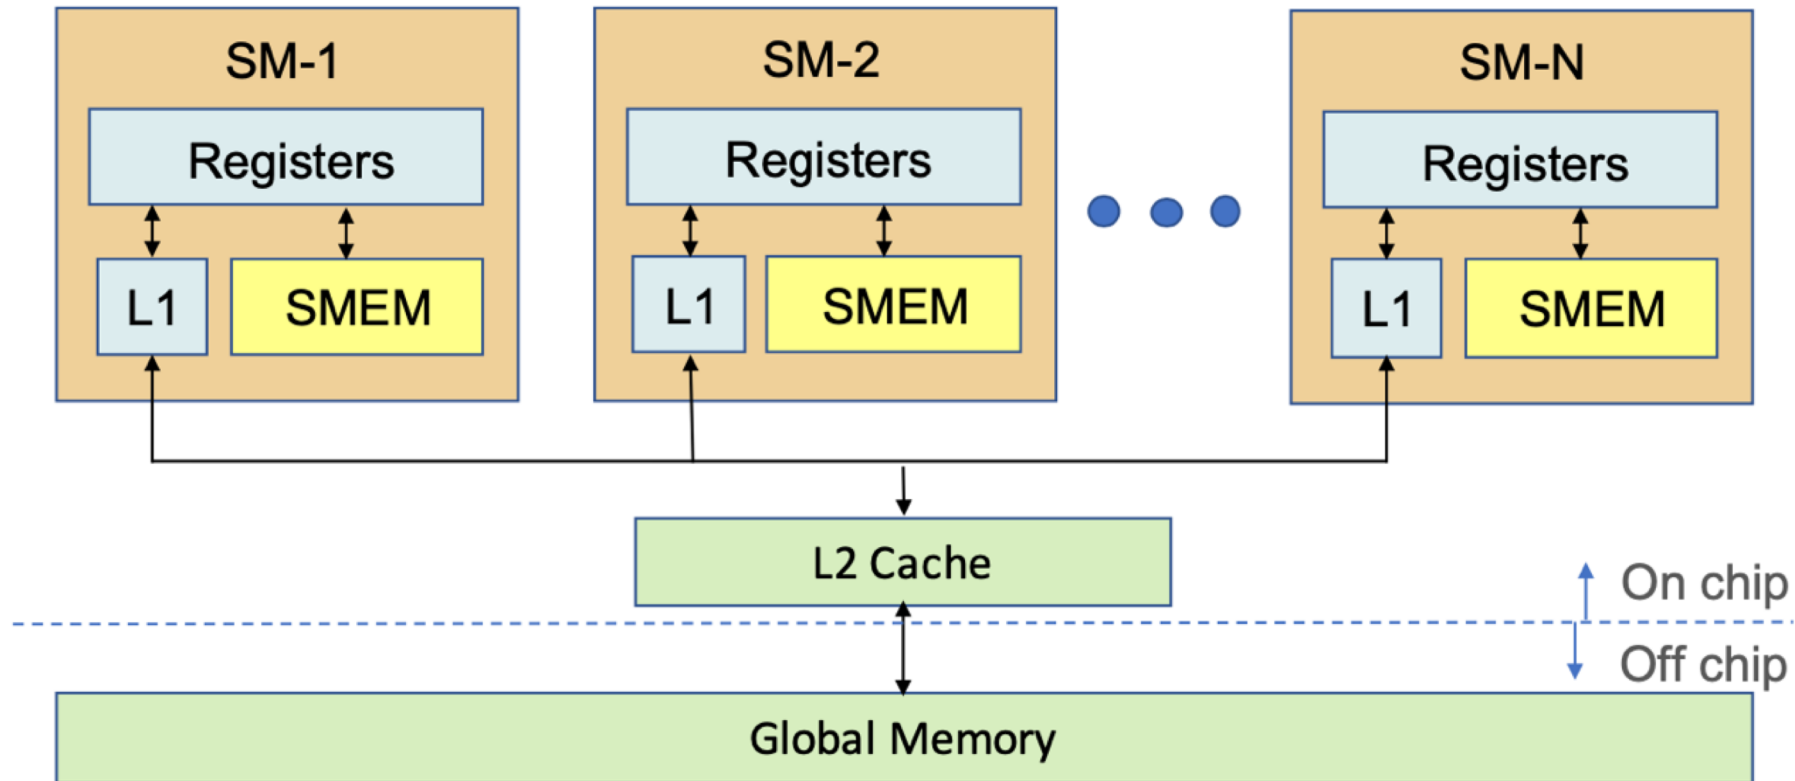 SM-1
SM-2
SM-N
Registers
Registers
Registers
L1
SMEM
L1
SMEM
L1
SMEM
L2 Cache
On chip
Off chip
Global Memory